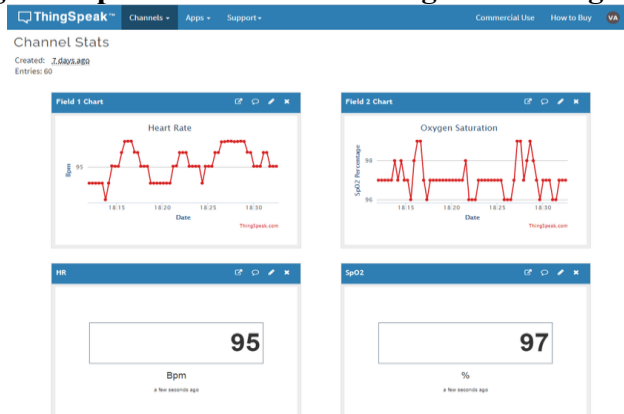 ThingSpeak™ Channels Apps Support Commercial Use How to Buy VA
Channel Stats
Created: 7 days ago
Entries: 60
Field 1 Chart
Heart Rate
Bpm
95
18:15 18:20 18:25 18:30
Date
ThingSpeak.com
Field 2 Chart
Oxygen Saturation
SpO2 Percentage
98
96
18:15 18:20 18:25 18:30
Date
ThingSpeak.com
HR
95
Bpm
a few seconds ago
SpO2
97
%
a few seconds ago